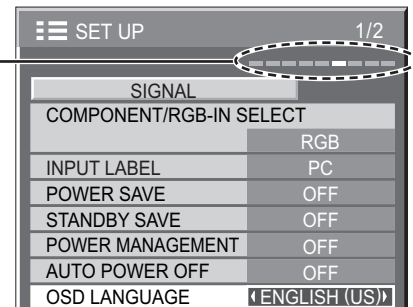 SET UP 1/2
SIGNAL
COMPONENT/RGB-IN SELECT
RGB
INPUT LABEL PC
POWER SAVE OFF
STANDBY SAVE OFF
POWER MANAGEMENT OFF
AUTO POWER OFF OFF
OSD LANGUAGE ENGLISH (US)